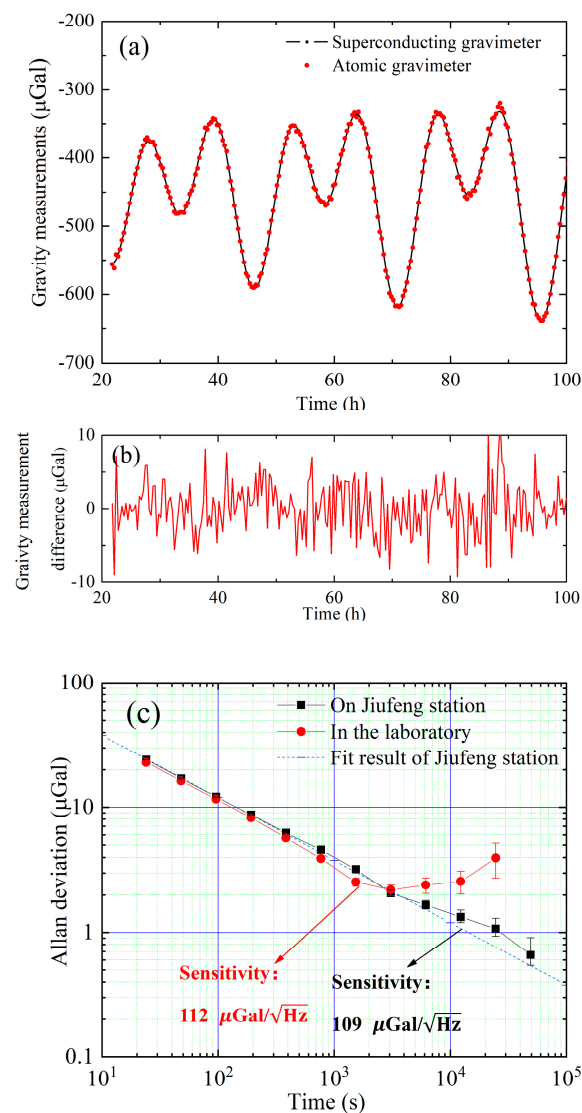 -200
(a)
Superconducting gravimeter
Atomic gravimeter
-300
-400
-500
-600
-700
Gravity measurements (μGal)
20 40 60 80 100
Time (h)
10
(b)
0
-10
Graivty measurement
difference (μGal)
20 40 60 80 100
Time (h)
100
(c)
On Jiufeng station
In the laboratory
Fit result of Jiufeng station
10
1
0.1
Allan deviation (μGal)
Sensitivity:
112 μGal/√Hz
Sensitivity:
109 μGal/√Hz
10¹ 10² 10³ 10⁴ 10⁵
Time (s)